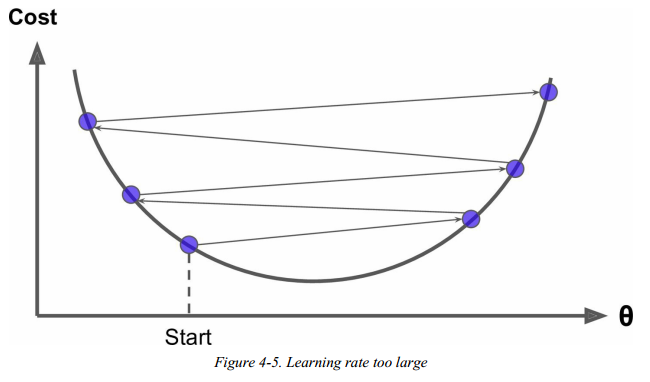 Cost
θ
Start
Figure 4-5. Learning rate too large